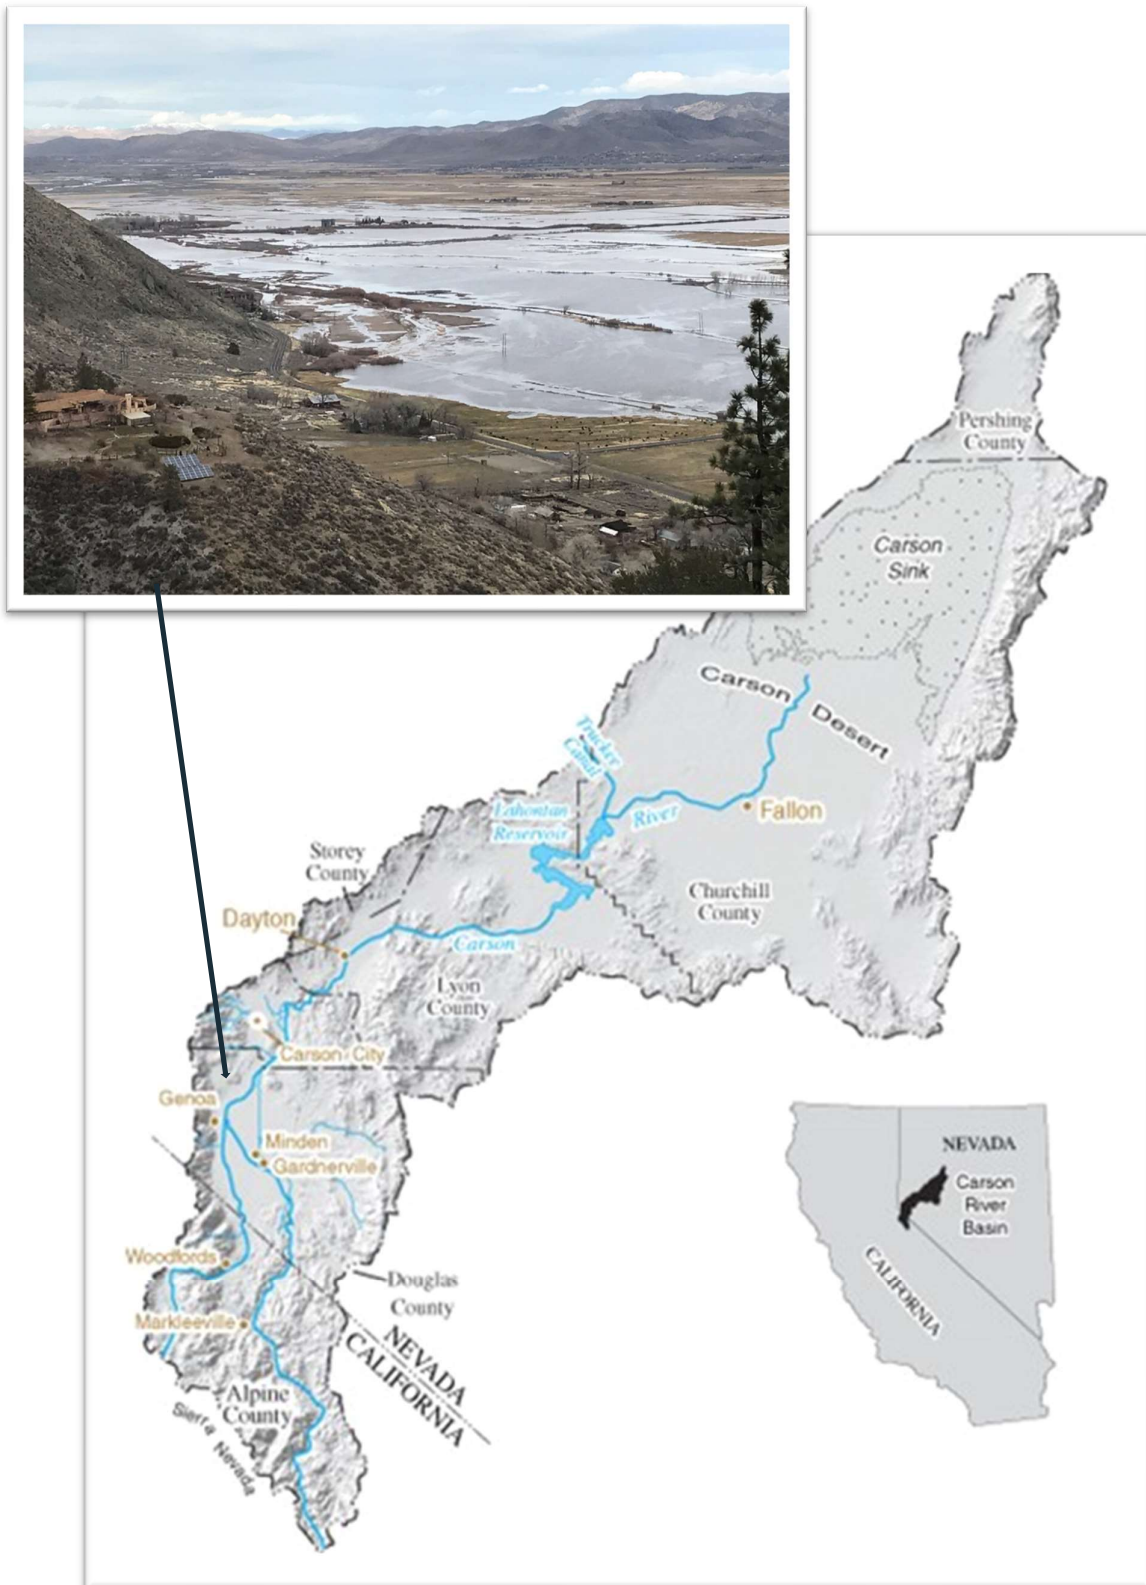 Pershing
County
Carson
Sink
Carson
Desert
Truckee
Canal
Lahontan
Reservoir
River
Fallon
Storey
County
Churchill
County
Dayton
Carson
Lyon
County
Carson City
Genoa
Minden
Gardnerville
NEVADA
Carson
River
Basin
CALIFORNIA
Woodfords
Douglas
County
Markleeville
NEVADA
CALIFORNIA
Alpine
County
Sierra Nevada